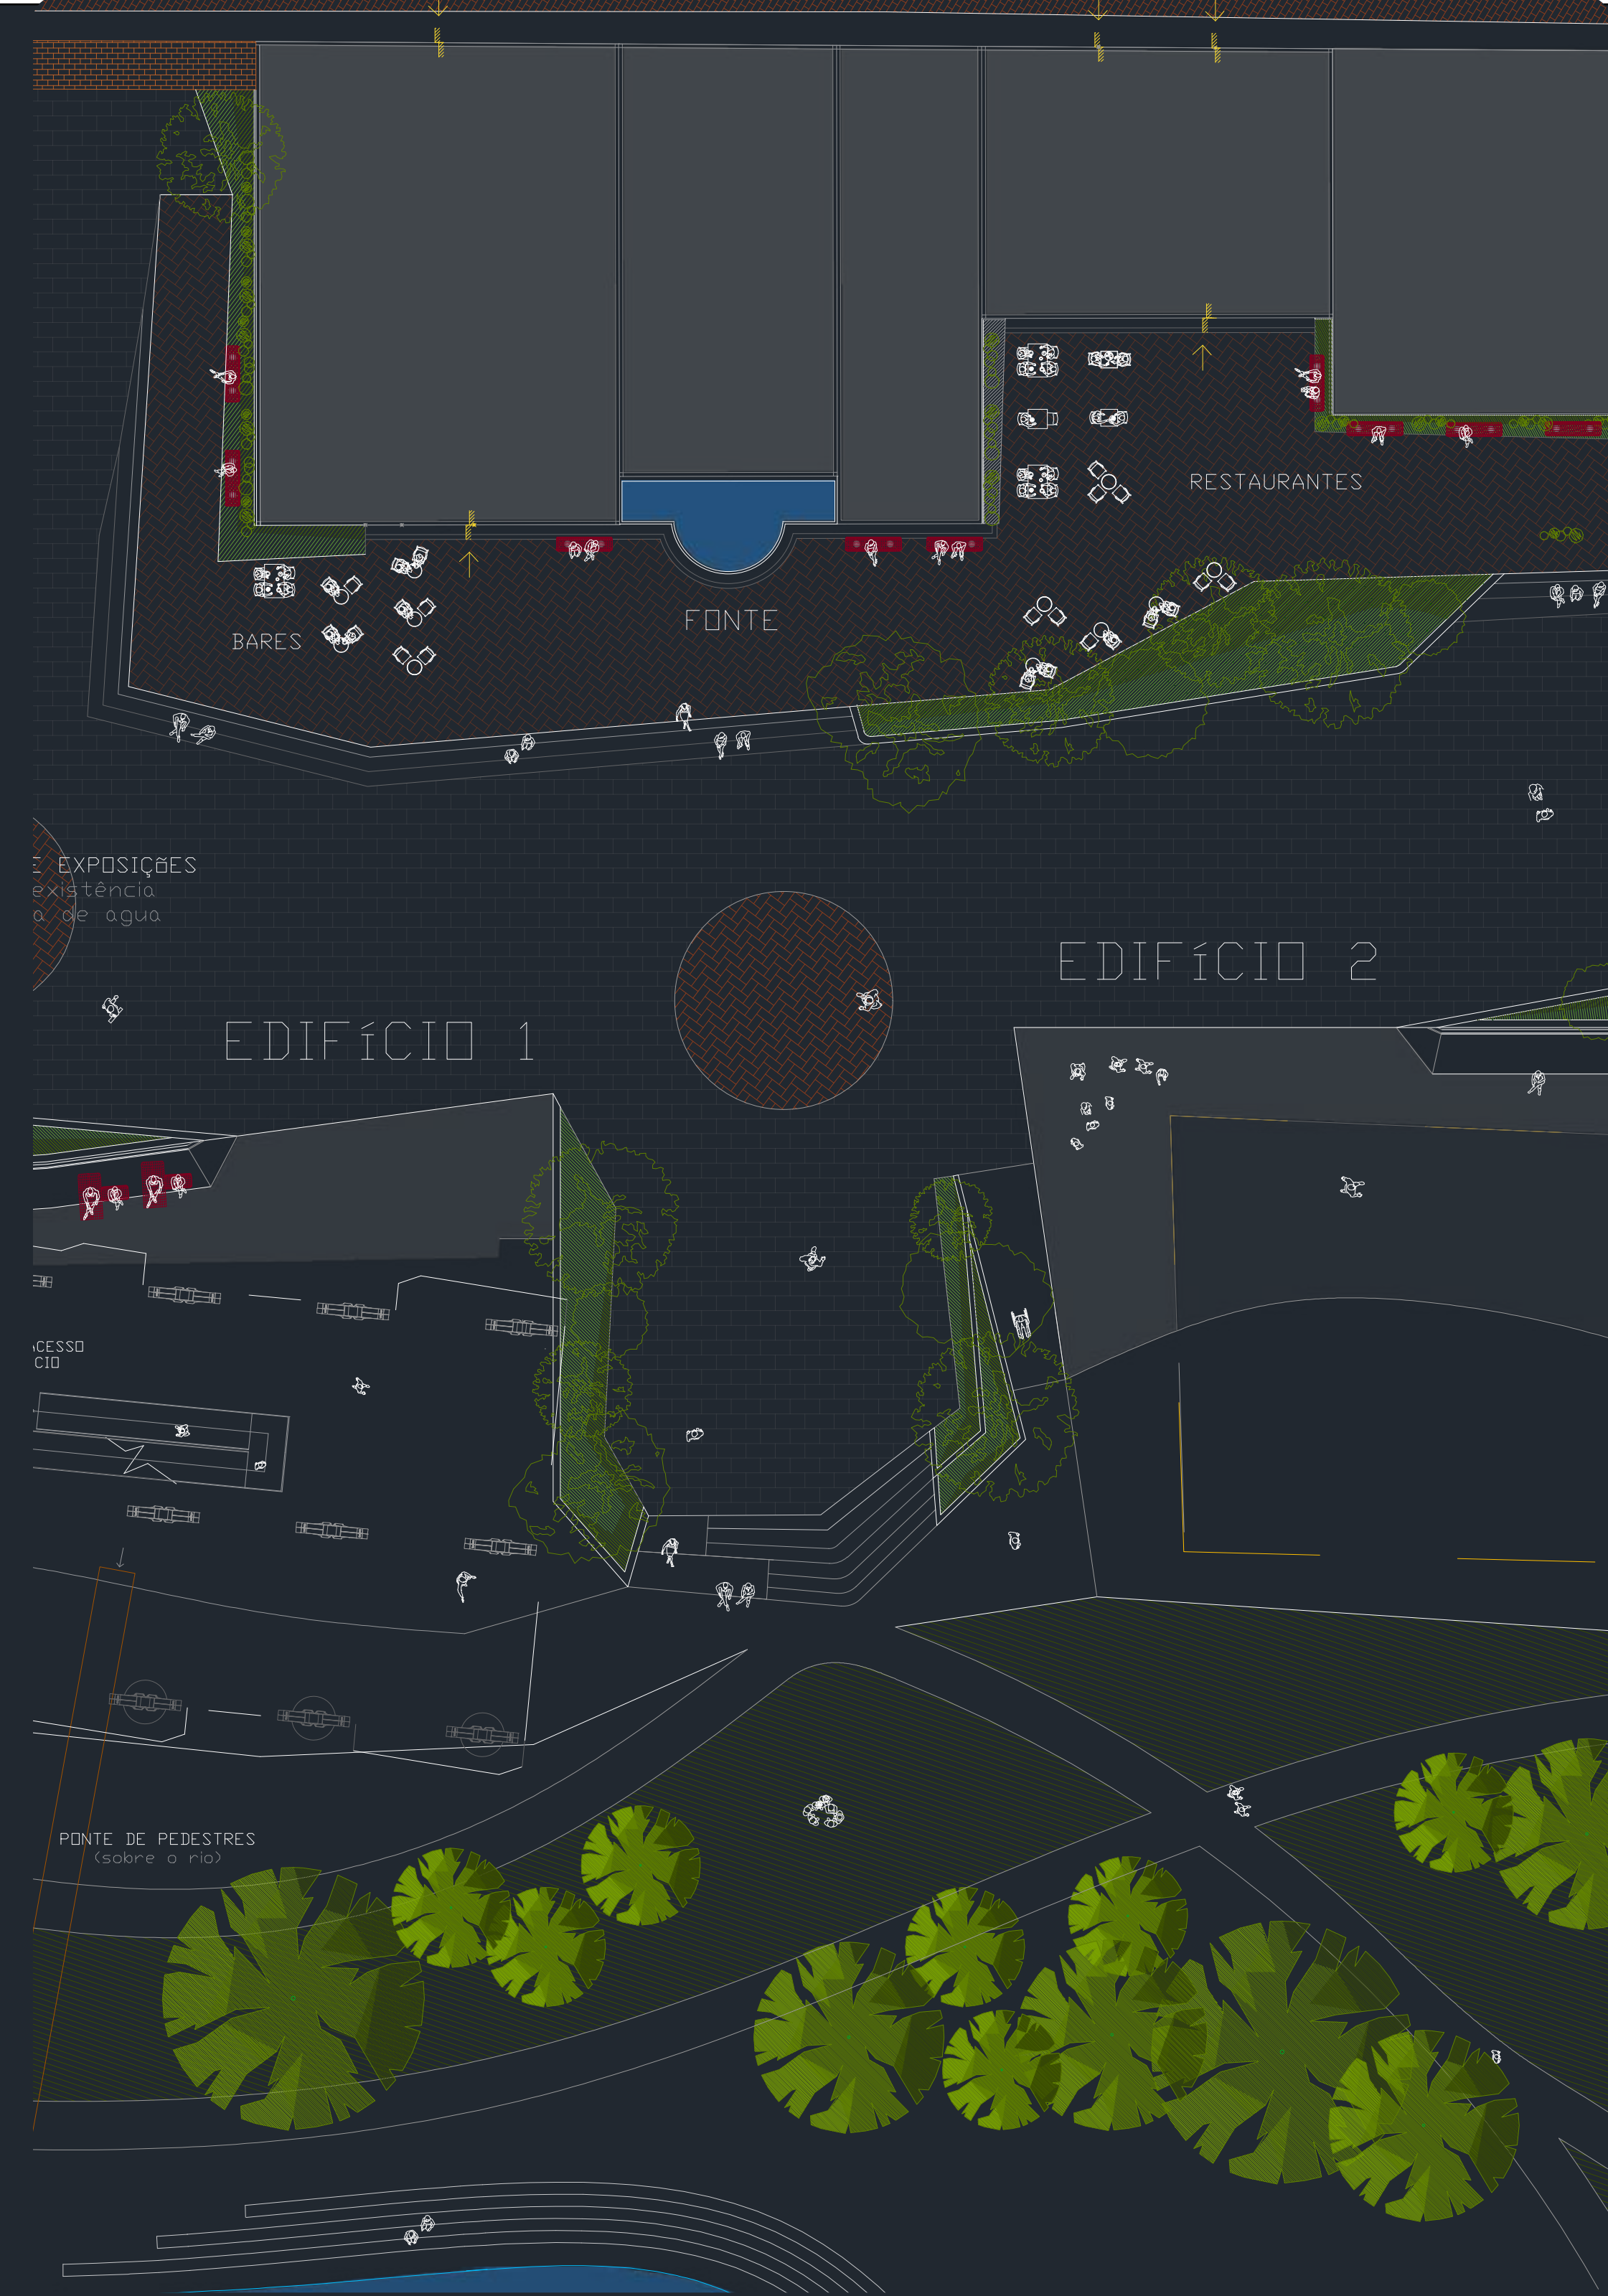 RESTAURANTES
FONTE
BARES
E EXPOSIÇõES
existência
a de agua
EDIFíCIO 2
EDIFíCIO 1
CESSO
CIO
PONTE DE PEDESTRES
(sobre o rio)